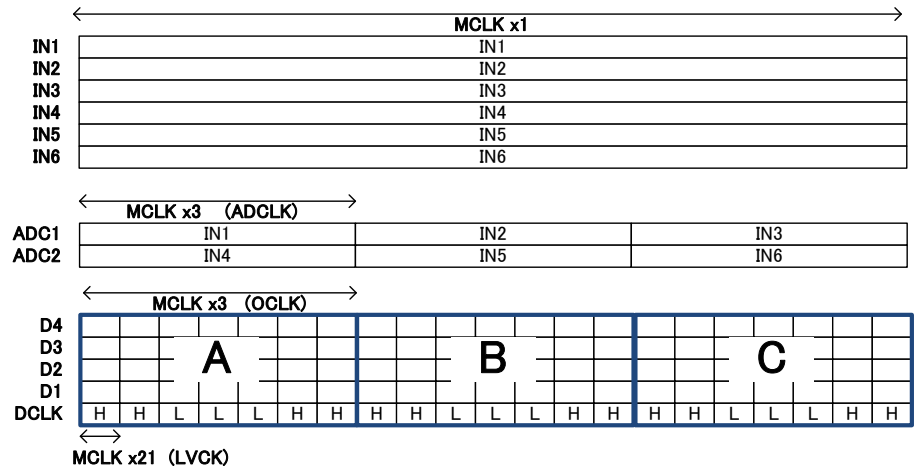 MCLK x1
IN1 IN1
IN2 IN2
IN3 IN3
IN4 IN4
IN5 IN5
IN6 IN6
MCLK x3 (ADCLK)
ADC1 IN1 IN2 IN3
ADC2 IN4 IN5 IN6
MCLK x3 (OCLK)
D4
D3
A B C
D2
D1
DCLK H H L L L H H H H L L L H H H H L L L H H
MCLK x21 (LVCK)